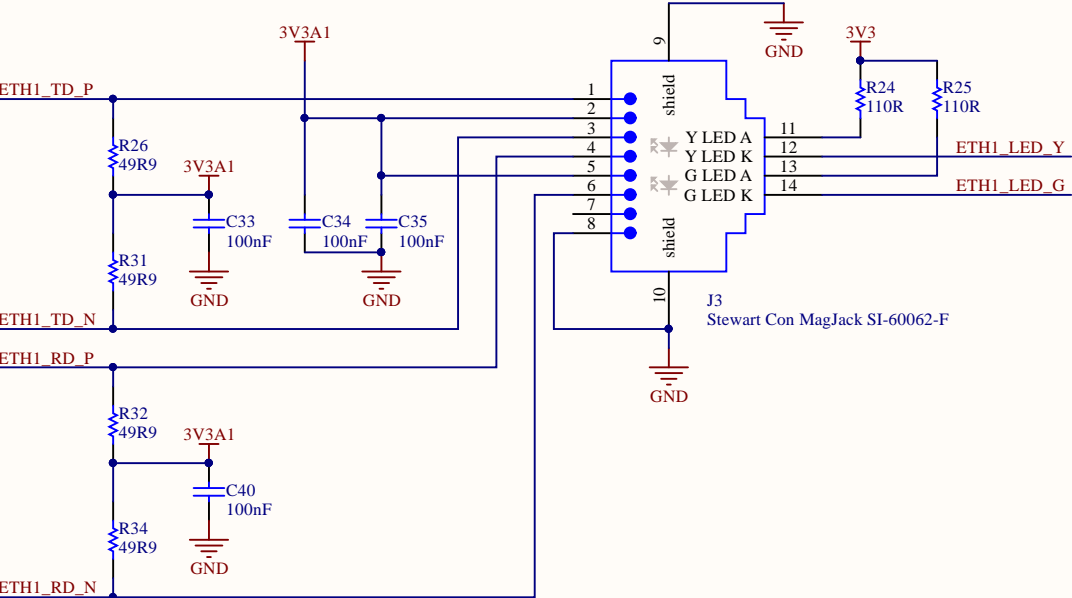 3V3A1
GND
3V3
ETH1_TD_P
R26
49R9
3V3A1
C33
100nF
GND
R31
49R9
ETH1_TD_N
C34
100nF
C35
100nF
GND
9
shield
1
2
3
4
5
6
7
8
Y LED A
Y LED K
G LED A
G LED K
shield
10
11
12
13
14
R24
110R
R25
110R
ETH1_LED_Y
ETH1_LED_G
J3
Stewart Con MagJack SI-60062-F
GND
ETH1_RD_P
R32
49R9
3V3A1
C40
100nF
GND
R34
49R9
ETH1_RD_N